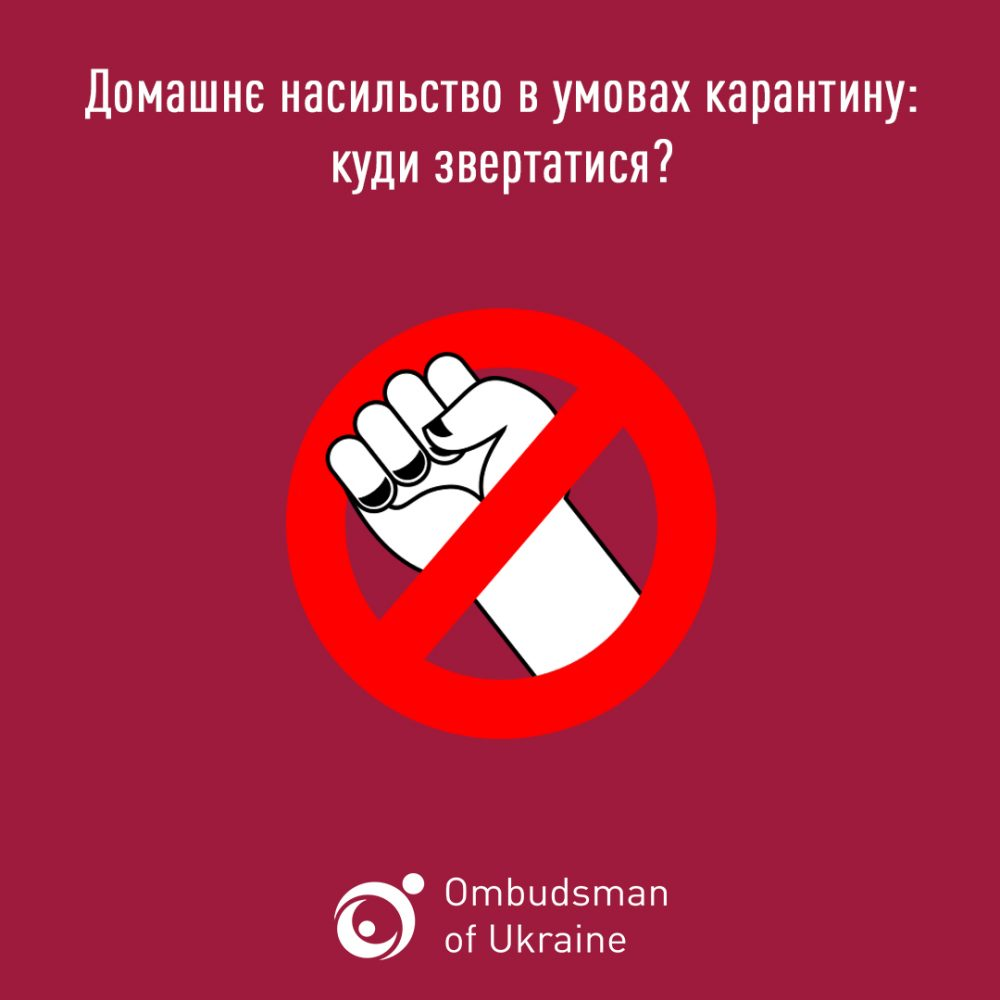 Домашнє насильство в умовах карантину:
куди звертатися?
Ombudsman
of Ukraine